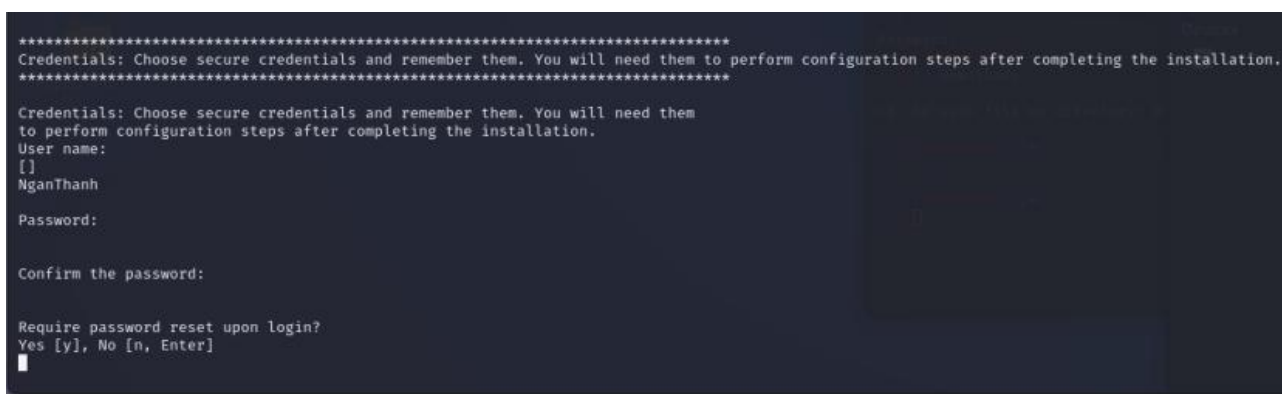 ********************************************************************************
Credentials: Choose secure credentials and remember them. You will need them to perform configuration steps after completing the installation.
********************************************************************************
Credentials: Choose secure credentials and remember them. You will need them
to perform configuration steps after completing the installation.
User name:
[]
NganThanh
Password:
Confirm the password:
Require password reset upon login?
Yes [y], No [n, Enter]